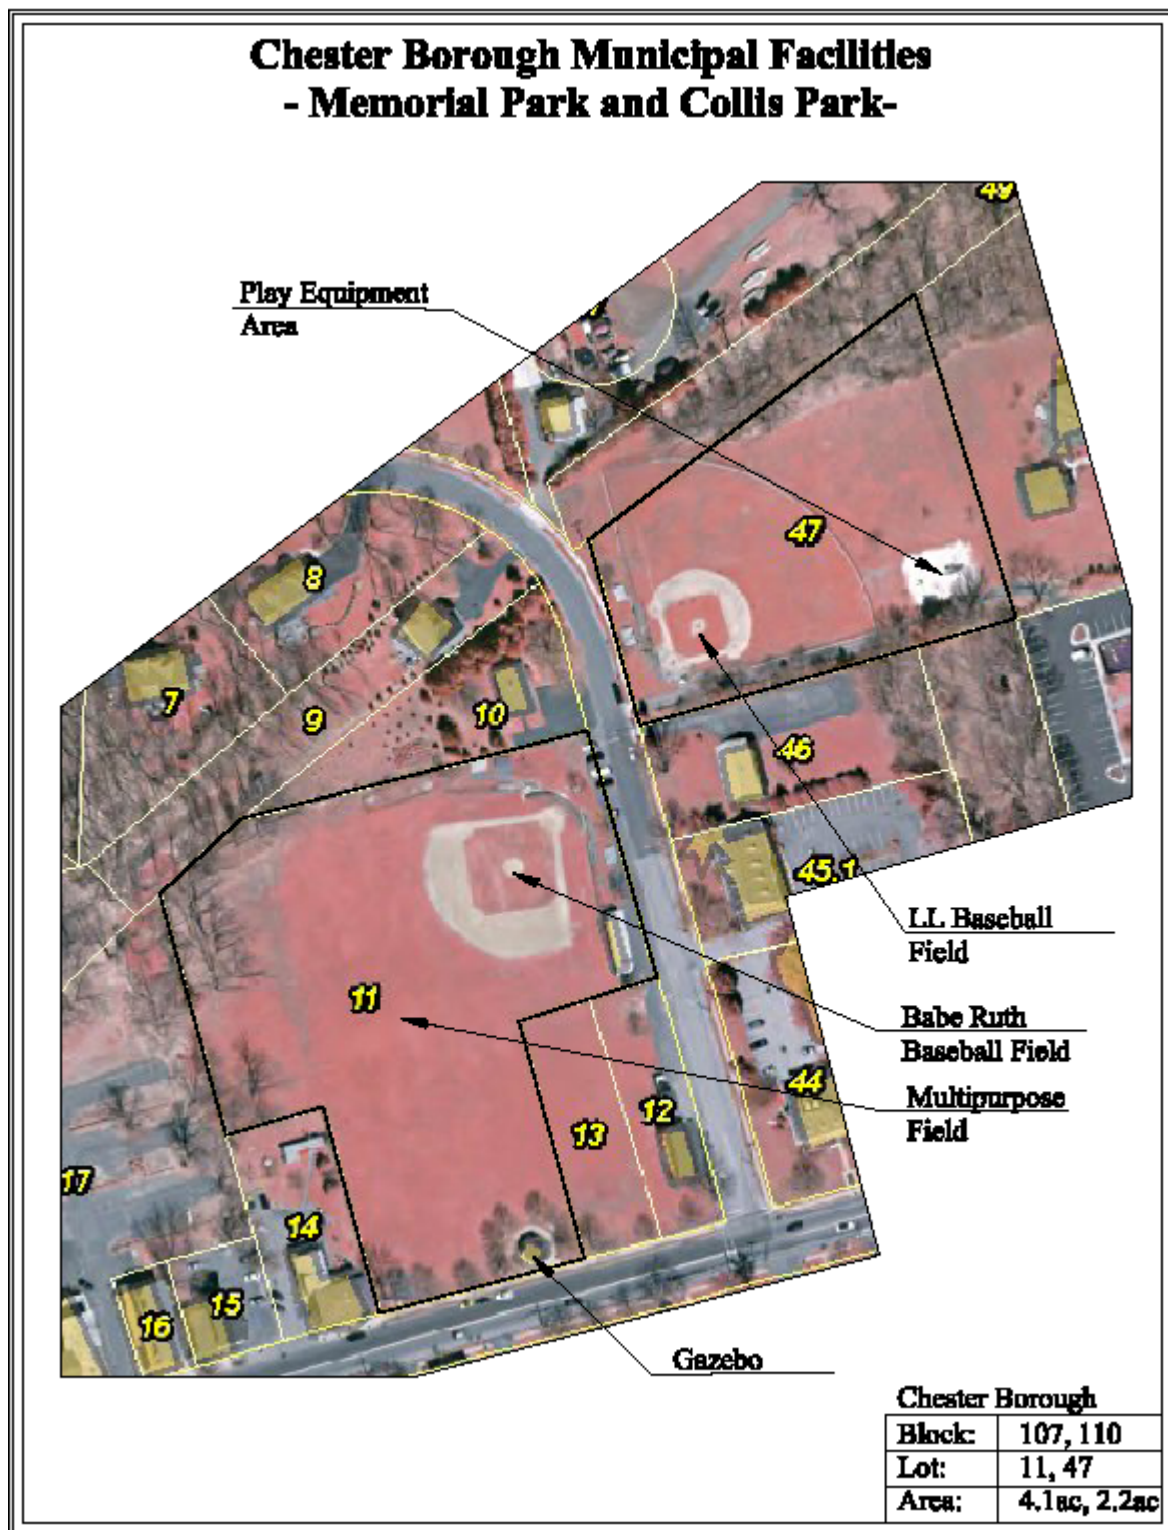 Chester Borough Municipal Facilities
- Memorial Park and Collis Park-
49
Play Equipment
Area
47
8
7
9
10
46
45.1
LL Baseball
Field
11
Babe Ruth
Baseball Field
44
Multipurpose
Field
12
13
17
14
15
16
Gazebo
Chester Borough
Block: 107, 110
Lot: 11, 47
Area: 4.1ac, 2.2ac